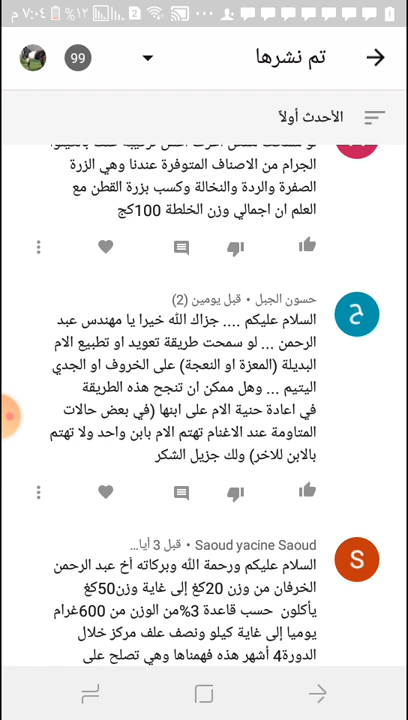 ٧:٠٤ م ١٢% 2
تم نشرها
99
الأحدث أولاً
الجرام من الاصناف المتوفرة عندنا وهي الزرة
الصفرة والردة والنخالة وكسب بزرة القطن مع
العلم ان اجمالي وزن الخلطة 100كج
حسون الجبل • قبل يومين (2)
ح
السلام عليكم .... جزاك الله خيرا يا مهندس عبد
الرحمن ... لو سمحت طريقة تعويد او تطبيع الام
البديلة (المعزة او النعجة) على الخروف او الجدي
اليتيم ... وهل ممكن ان تنجح هذه الطريقة
في اعادة حنية الام على ابنها (في بعض حالات
المتاومة عند الاغنام تهتم الام بابن واحد ولا تهتم
بالابن للاخر) ولك جزيل الشكر
Saoud yacine Saoud • قبل 3 أيا...
S
السلام عليكم ورحمة الله وبركاته أخ عبد الرحمن
الخرفان من وزن 20كغ إلى غاية وزن50كغ
يأكلون حسب قاعدة 3%من الوزن من 600غرام
يوميا إلى غاية كيلو ونصف علف مركز خلال
الدورة4 أشهر هذه فهمناها وهي تصلح على